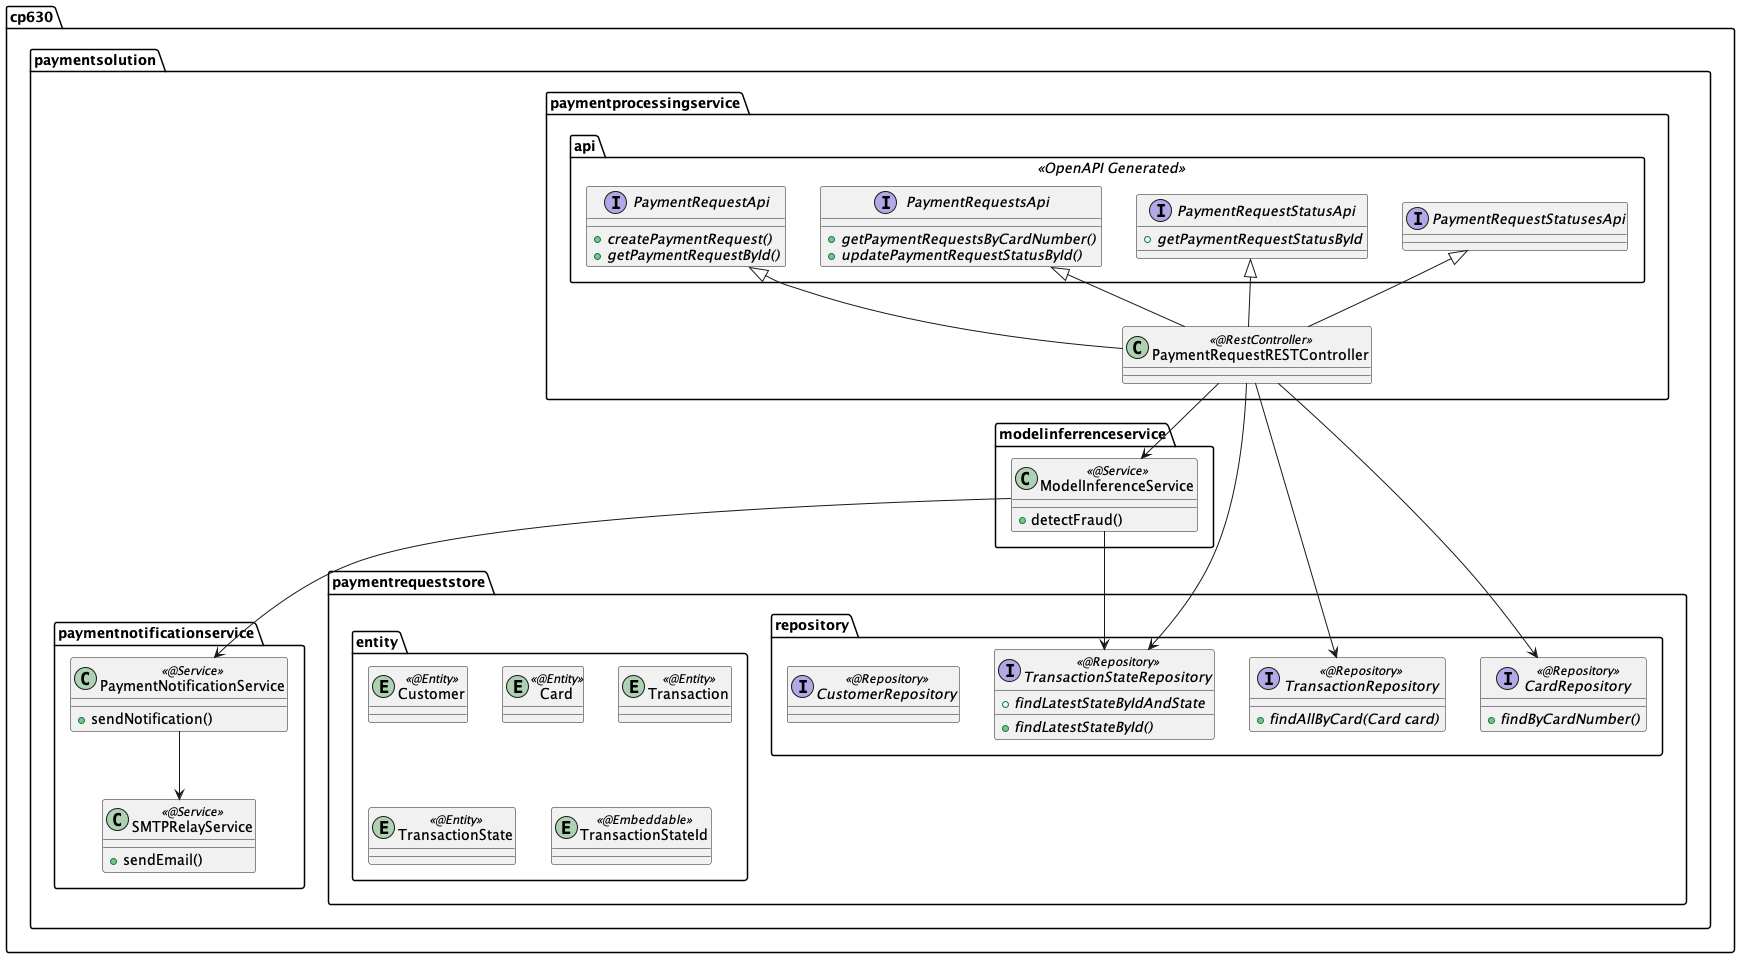 cp630
paymentsolution
paymentprocessingservice
api
«OpenAPI Generated»
I PaymentRequestApi
createPaymentRequest()
getPaymentRequestById()
I PaymentRequestsApi
getPaymentRequestsByCardNumber()
updatePaymentRequestStatusById()
I PaymentRequestStatusApi
getPaymentRequestStatusById
I PaymentRequestStatusesApi
«@RestController»
C PaymentRequestRESTController
modelinferrenceservice
«@Service»
C ModelInferenceService
detectFraud()
paymentrequeststore
paymentnotificationservice
«@Service»
C PaymentNotificationService
sendNotification()
«@Service»
C SMTPRelayService
sendEmail()
entity
«@Entity»
E Customer
«@Entity»
E Card
«@Entity»
E Transaction
«@Entity»
E TransactionState
«@Embeddable»
E TransactionStateId
repository
«@Repository»
I CustomerRepository
«@Repository»
I TransactionStateRepository
findLatestStateByIdAndState
findLatestStateById()
«@Repository»
I TransactionRepository
findAllByCard(Card card)
«@Repository»
I CardRepository
findByCardNumber()